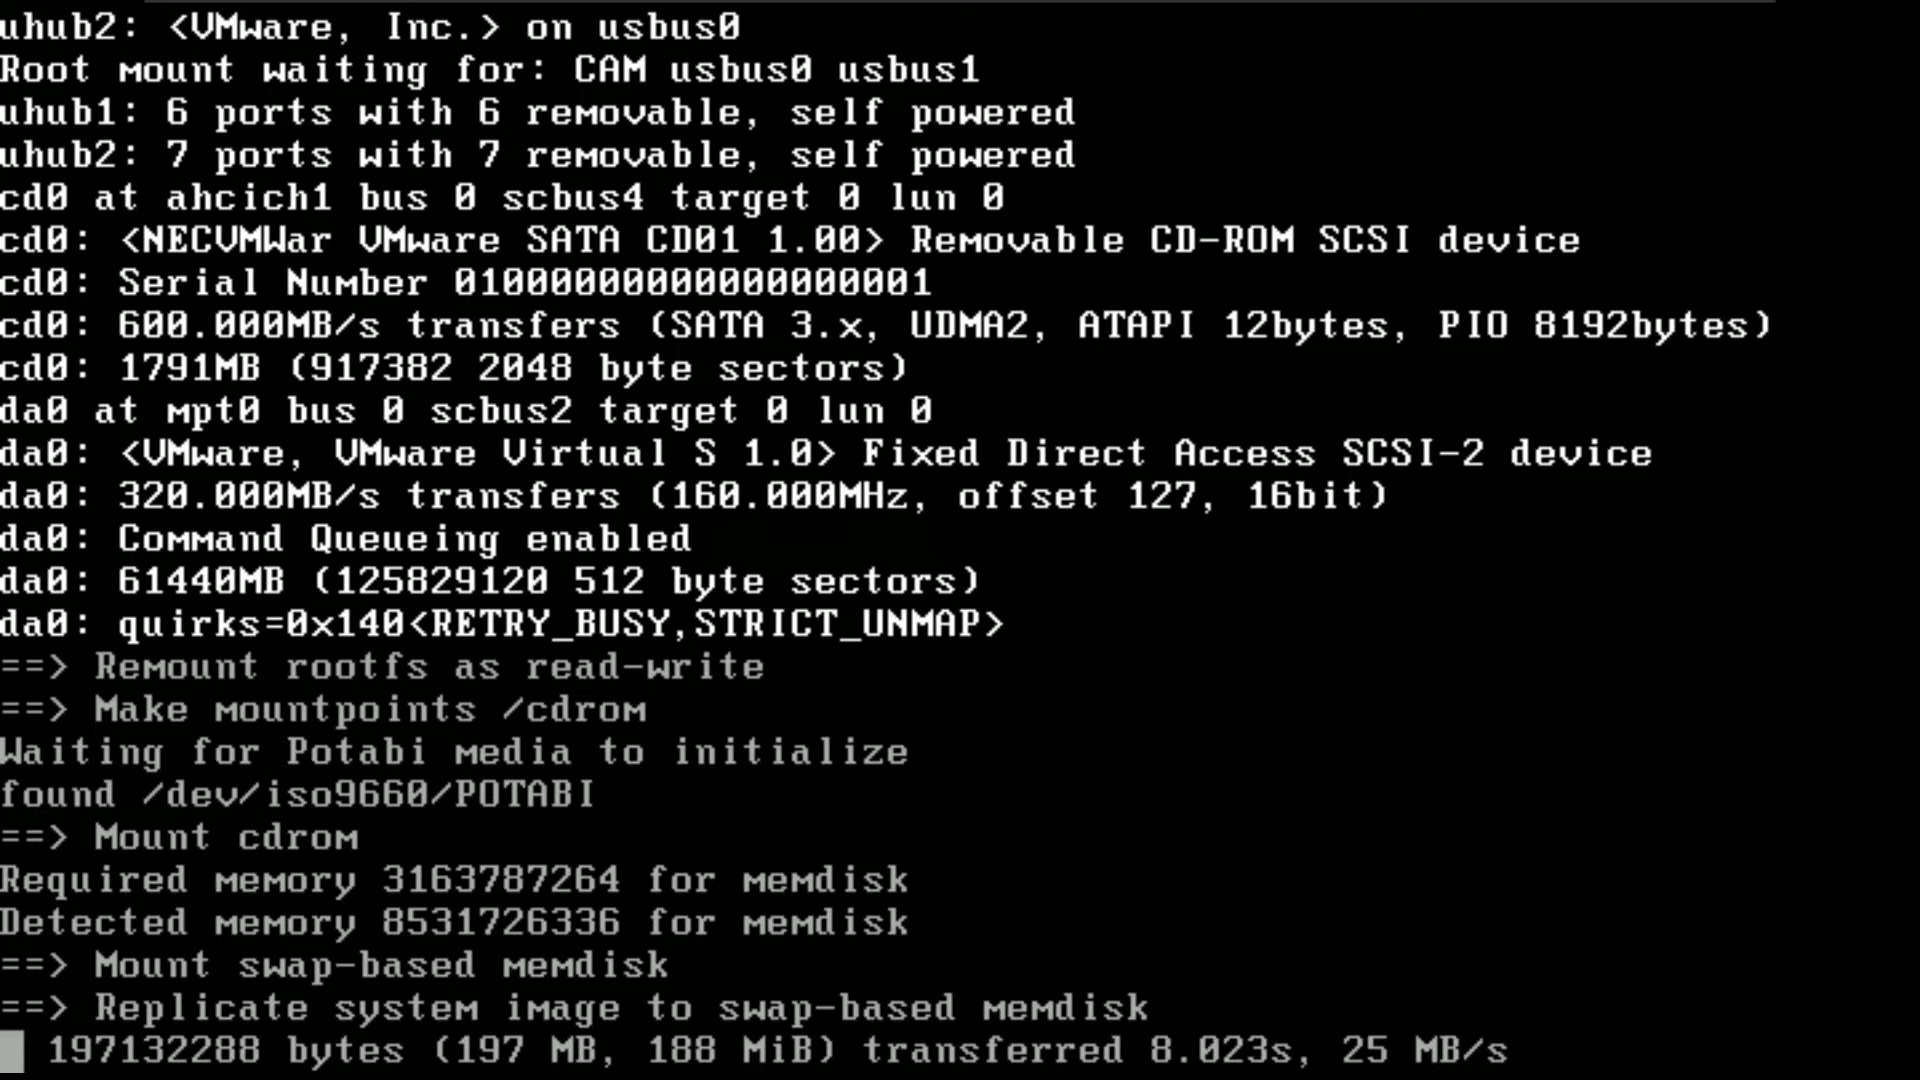 uhub2: <VMware, Inc.> on usbus0
Root mount waiting for: CAM usbus0 usbus1
uhub1: 6 ports with 6 removable, self powered
uhub2: 7 ports with 7 removable, self powered
cd0 at ahcich1 bus 0 scbus4 target 0 lun 0
cd0: <NECVMWar VMware SATA CD01 1.00> Removable CD-ROM SCSI device
cd0: Serial Number 01000000000000000001
cd0: 600.000MB/s transfers (SATA 3.x, UDMA2, ATAPI 12bytes, PIO 8192bytes)
cd0: 1791MB (917382 2048 byte sectors)
da0 at mpt0 bus 0 scbus2 target 0 lun 0
da0: <VMware, VMware Virtual S 1.0> Fixed Direct Access SCSI-2 device
da0: 320.000MB/s transfers (160.000MHz, offset 127, 16bit)
da0: Command Queueing enabled
da0: 61440MB (125829120 512 byte sectors)
da0: quirks=0x140<RETRY_BUSY,STRICT_UNMAP>
==> Remount rootfs as read-write
==> Make mountpoints /cdrom
Waiting for Potabi media to initialize
found /dev/iso9660/POTABI
==> Mount cdrom
Required memory 3163787264 for memdisk
Detected memory 8531726336 for memdisk
==> Mount swap-based memdisk
==> Replicate system image to swap-based memdisk
197132288 bytes (197 MB, 188 MiB) transferred 8.023s, 25 MB/s